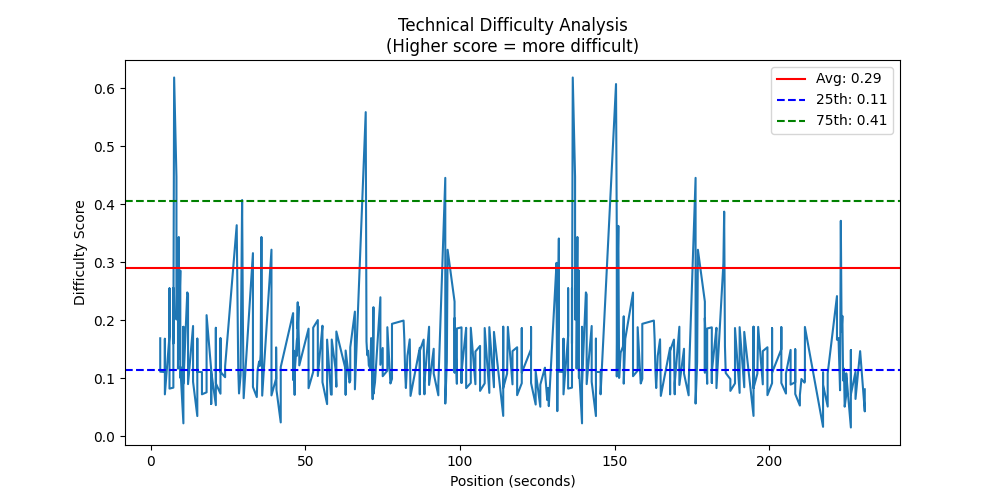 Technical Difficulty Analysis
(Higher score = more difficult)
Avg: 0.29
25th: 0.11
75th: 0.41
Difficulty Score
0.6
0.5
0.4
0.3
0.2
0.1
0.0
0
50
100
150
200
Position (seconds)